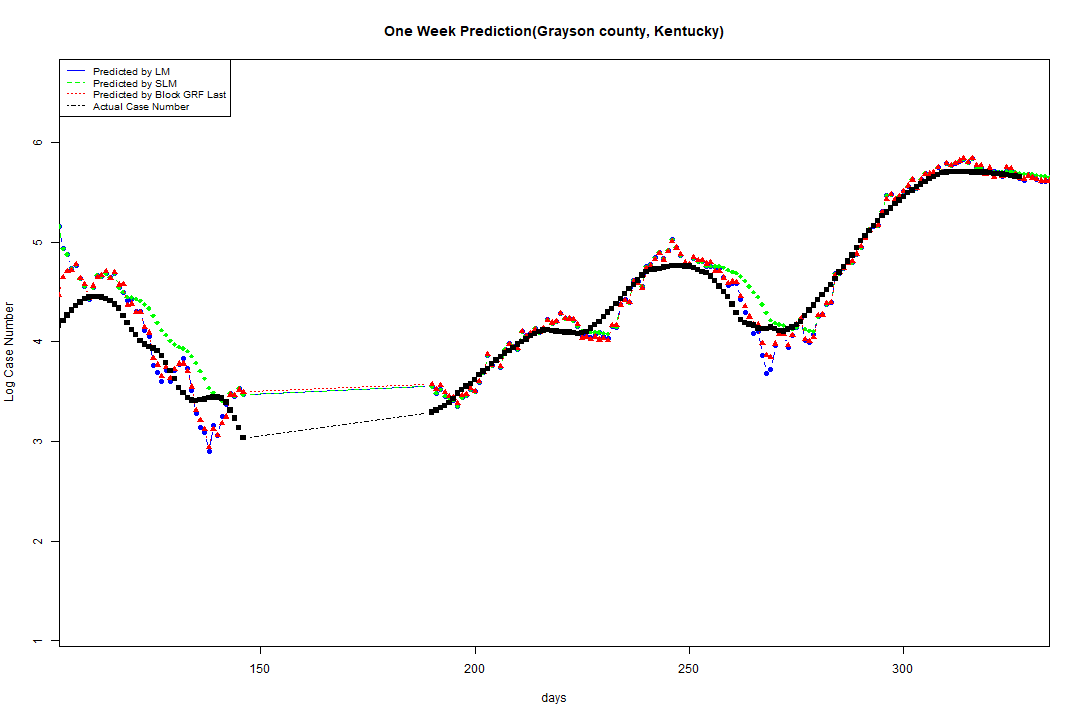 One Week Prediction(Grayson county, Kentucky)
Predicted by LM
Predicted by SLM
Predicted by Block GRF Last
Actual Case Number
6
5
4
3
2
1
Log Case Number
150 200 250 300
days